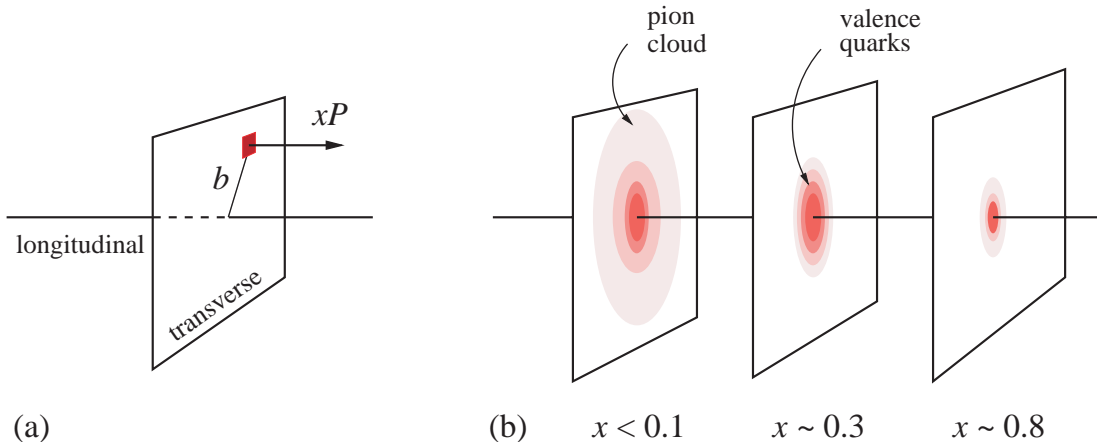 xP
b
longitudinal
transverse
(a)
pion
cloud
valence
quarks
(b)
x < 0.1
x ~ 0.3
x ~ 0.8